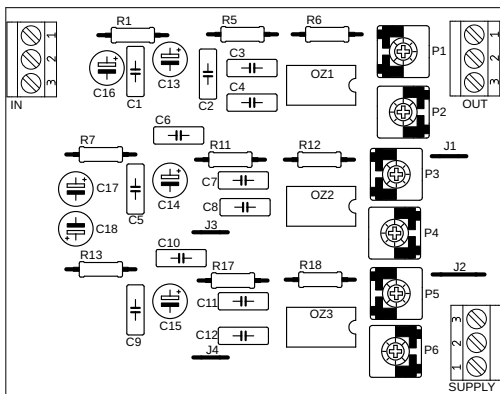 R1
R5
R6
1
2
3
IN
C16
C1
C13
C2
C3
C4
OZ1
P1
1
2
3
OUT
P2
C6
R7
R11
R12
J1
C17
C5
C14
C7
C8
OZ2
P3
C18
J3
P4
C10
R13
R17
R18
J2
C9
C15
C11
C12
OZ3
P5
J4
P6
3
2
1
SUPPLY